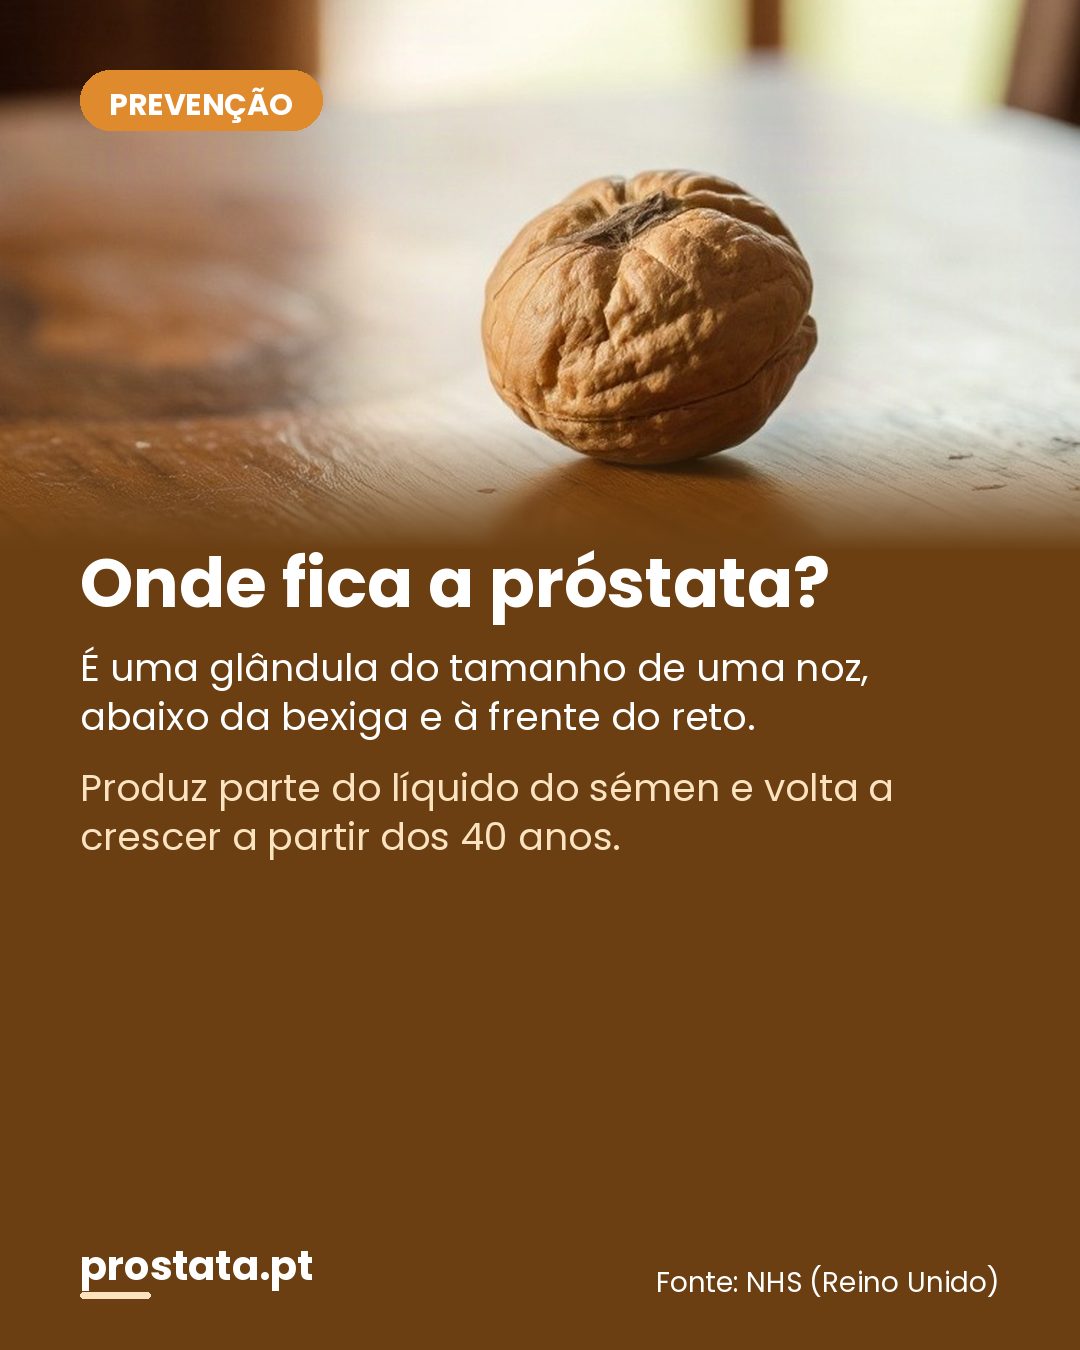 PREVENÇÃO
Onde fica a próstata?
É uma glândula do tamanho de uma noz,
abaixo da bexiga e à frente do reto.
Produz parte do líquido do sémen e volta a
crescer a partir dos 40 anos.
prostata.pt
Fonte: NHS (Reino Unido)